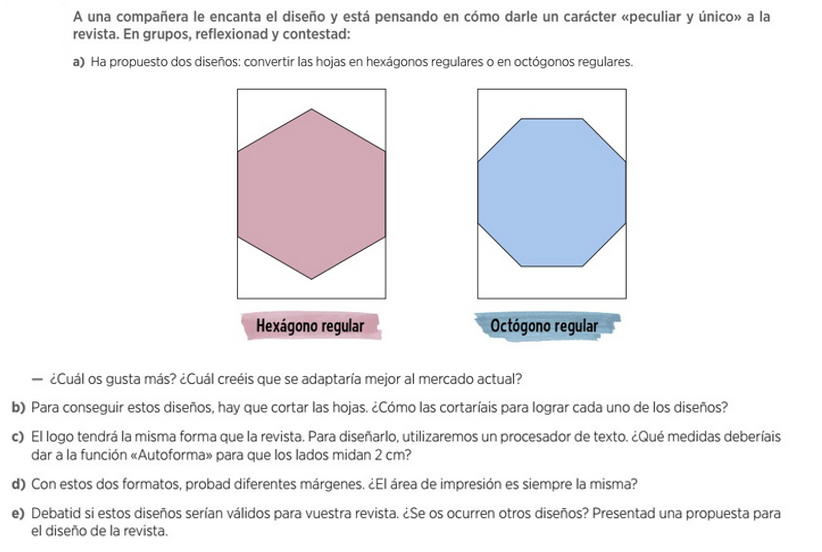 A una compañera le encanta el diseño y está pensando en cómo darle un carácter «peculiar y único» a la
revista. En grupos, reflexionad y contestad:
a) Ha propuesto dos diseños: convertir las hojas en hexágonos regulares o en octógonos regulares.
Hexágono regular
Octógono regular
— ¿Cuál os gusta más? ¿Cuál creéis que se adaptaría mejor al mercado actual?
b) Para conseguir estos diseños, hay que cortar las hojas. ¿Cómo las cortaríais para lograr cada uno de los diseños?
c) El logo tendrá la misma forma que la revista. Para diseñarlo, utilizaremos un procesador de texto. ¿Qué medidas deberíais
dar a la función «Autoforma» para que los lados midan 2 cm?
d) Con estos dos formatos, probad diferentes márgenes. ¿El área de impresión es siempre la misma?
e) Debatid si estos diseños serían válidos para vuestra revista. ¿Se os ocurren otros diseños? Presentad una propuesta para
el diseño de la revista.